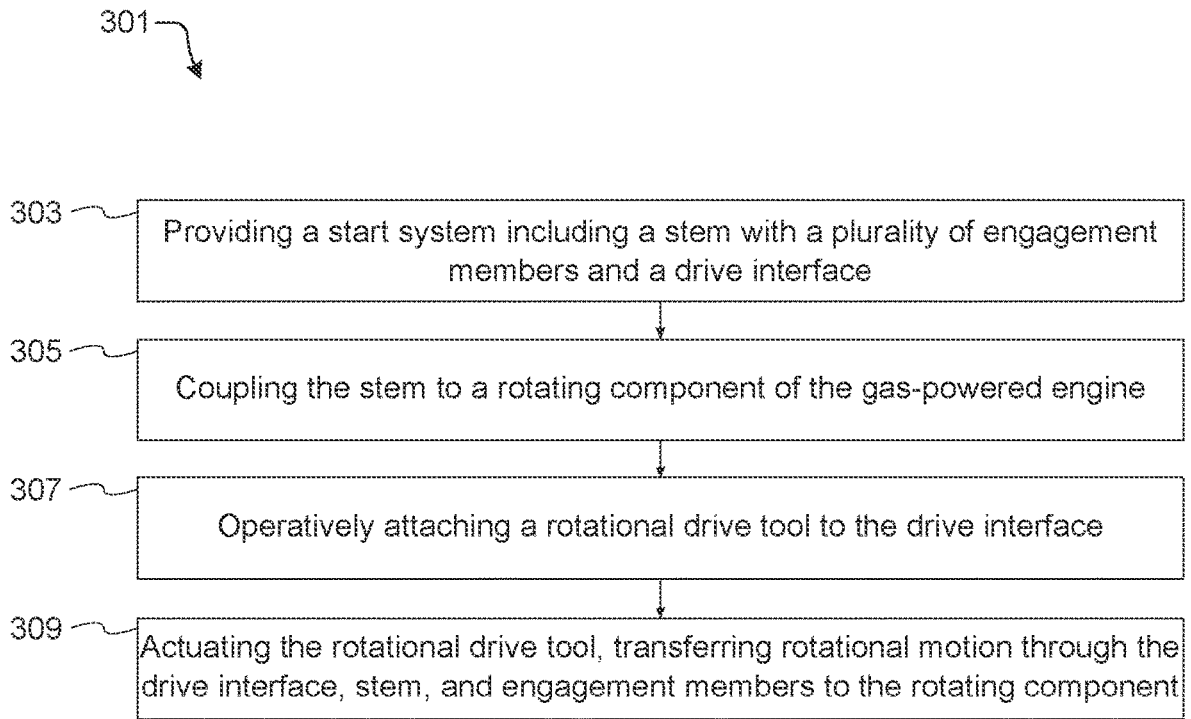 301
303
Providing a start system including a stem with a plurality of engagement
members and a drive interface
305
Coupling the stem to a rotating component of the gas-powered engine
307
Operatively attaching a rotational drive tool to the drive interface
309
Actuating the rotational drive tool, transferring rotational motion through the
drive interface, stem, and engagement members to the rotating component